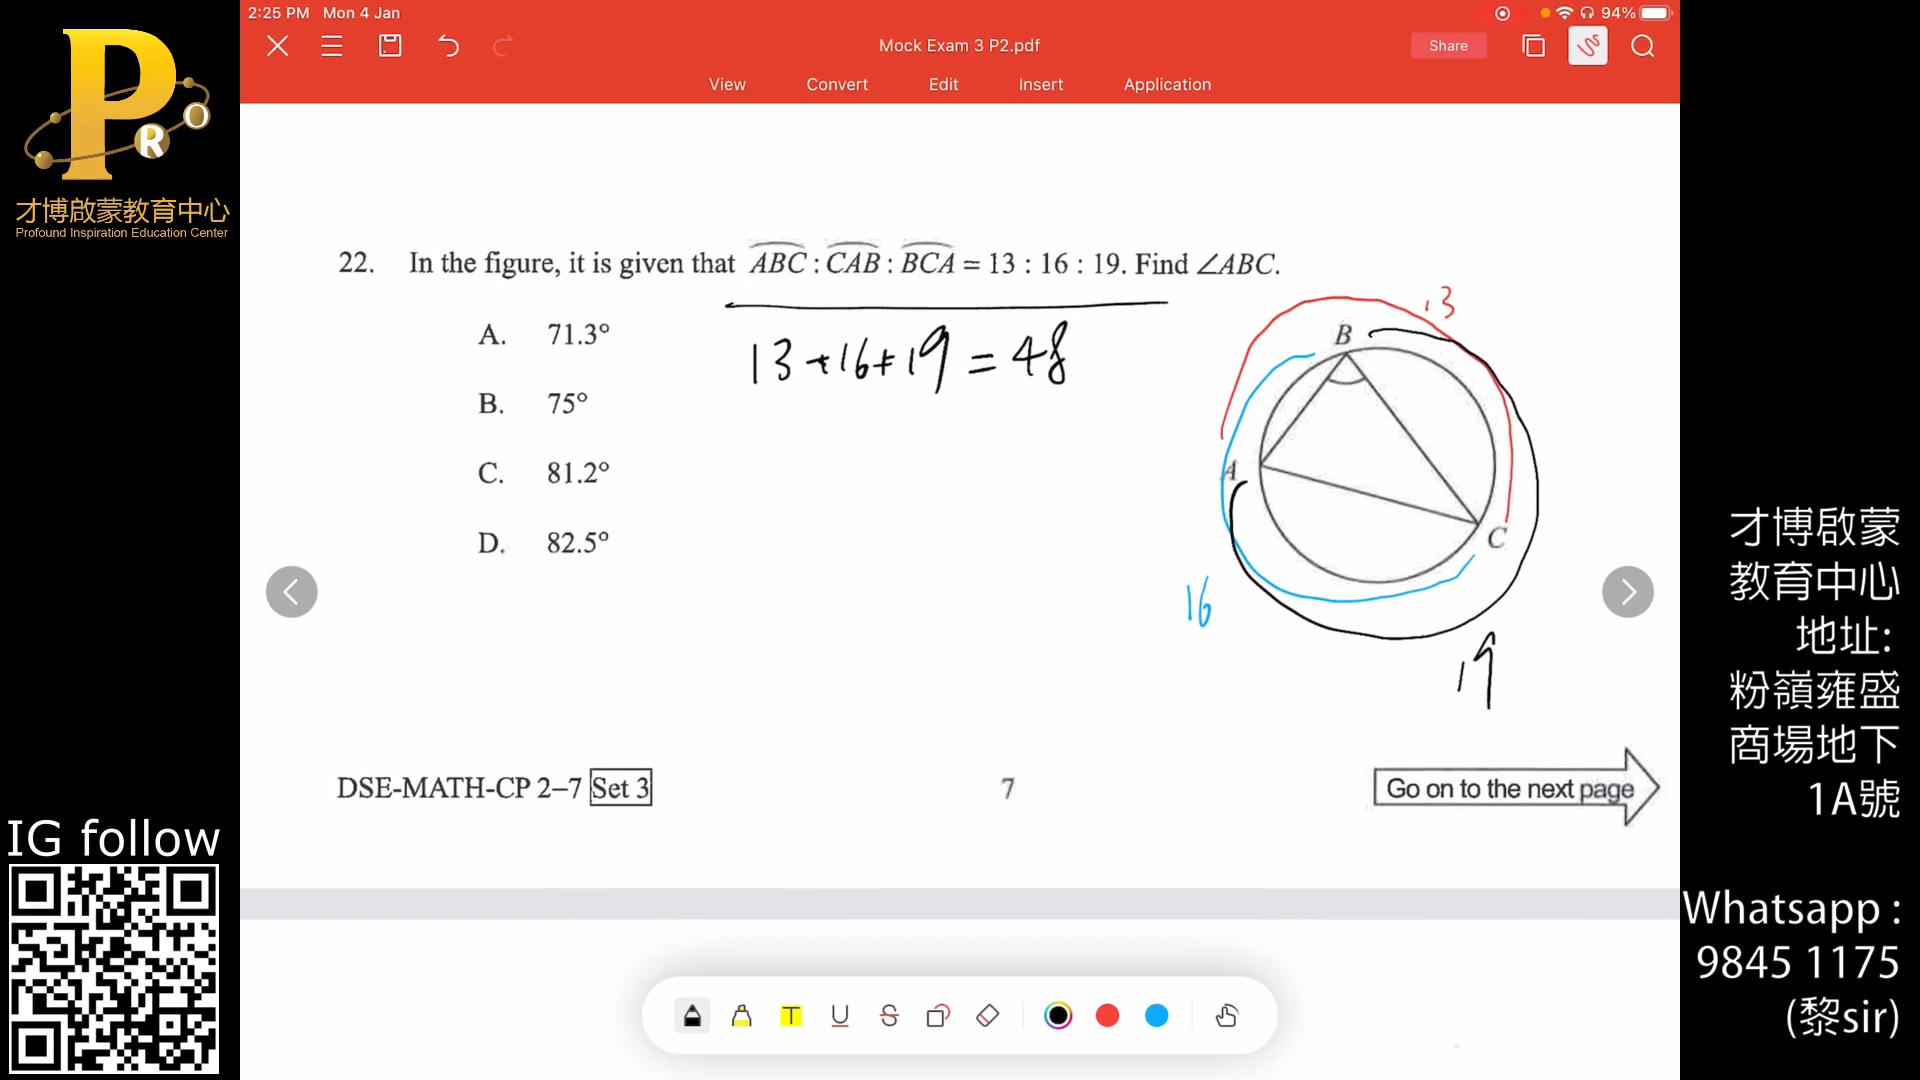 2:25 PM Mon 4 Jan
94%
Mock Exam 3 P2.pdf
Share
View Convert Edit Insert Application
PRO
才博啟蒙教育中心
Profound Inspiration Education Center
22. In the figure, it is given that ABC : CAB : BCA = 13 : 16 : 19. Find ∠ABC.
A. 71.3°
B. 75°
C. 81.2°
D. 82.5°
13+16+19=48
13
B
A
C
16
19
DSE-MATH-CP 2–7 Set 3
7
Go on to the next page
IG follow
才博啟蒙
教育中心
地址:
粉嶺雍盛
商場地下
1A號
Whatsapp :
9845 1175
(黎sir)
T U S